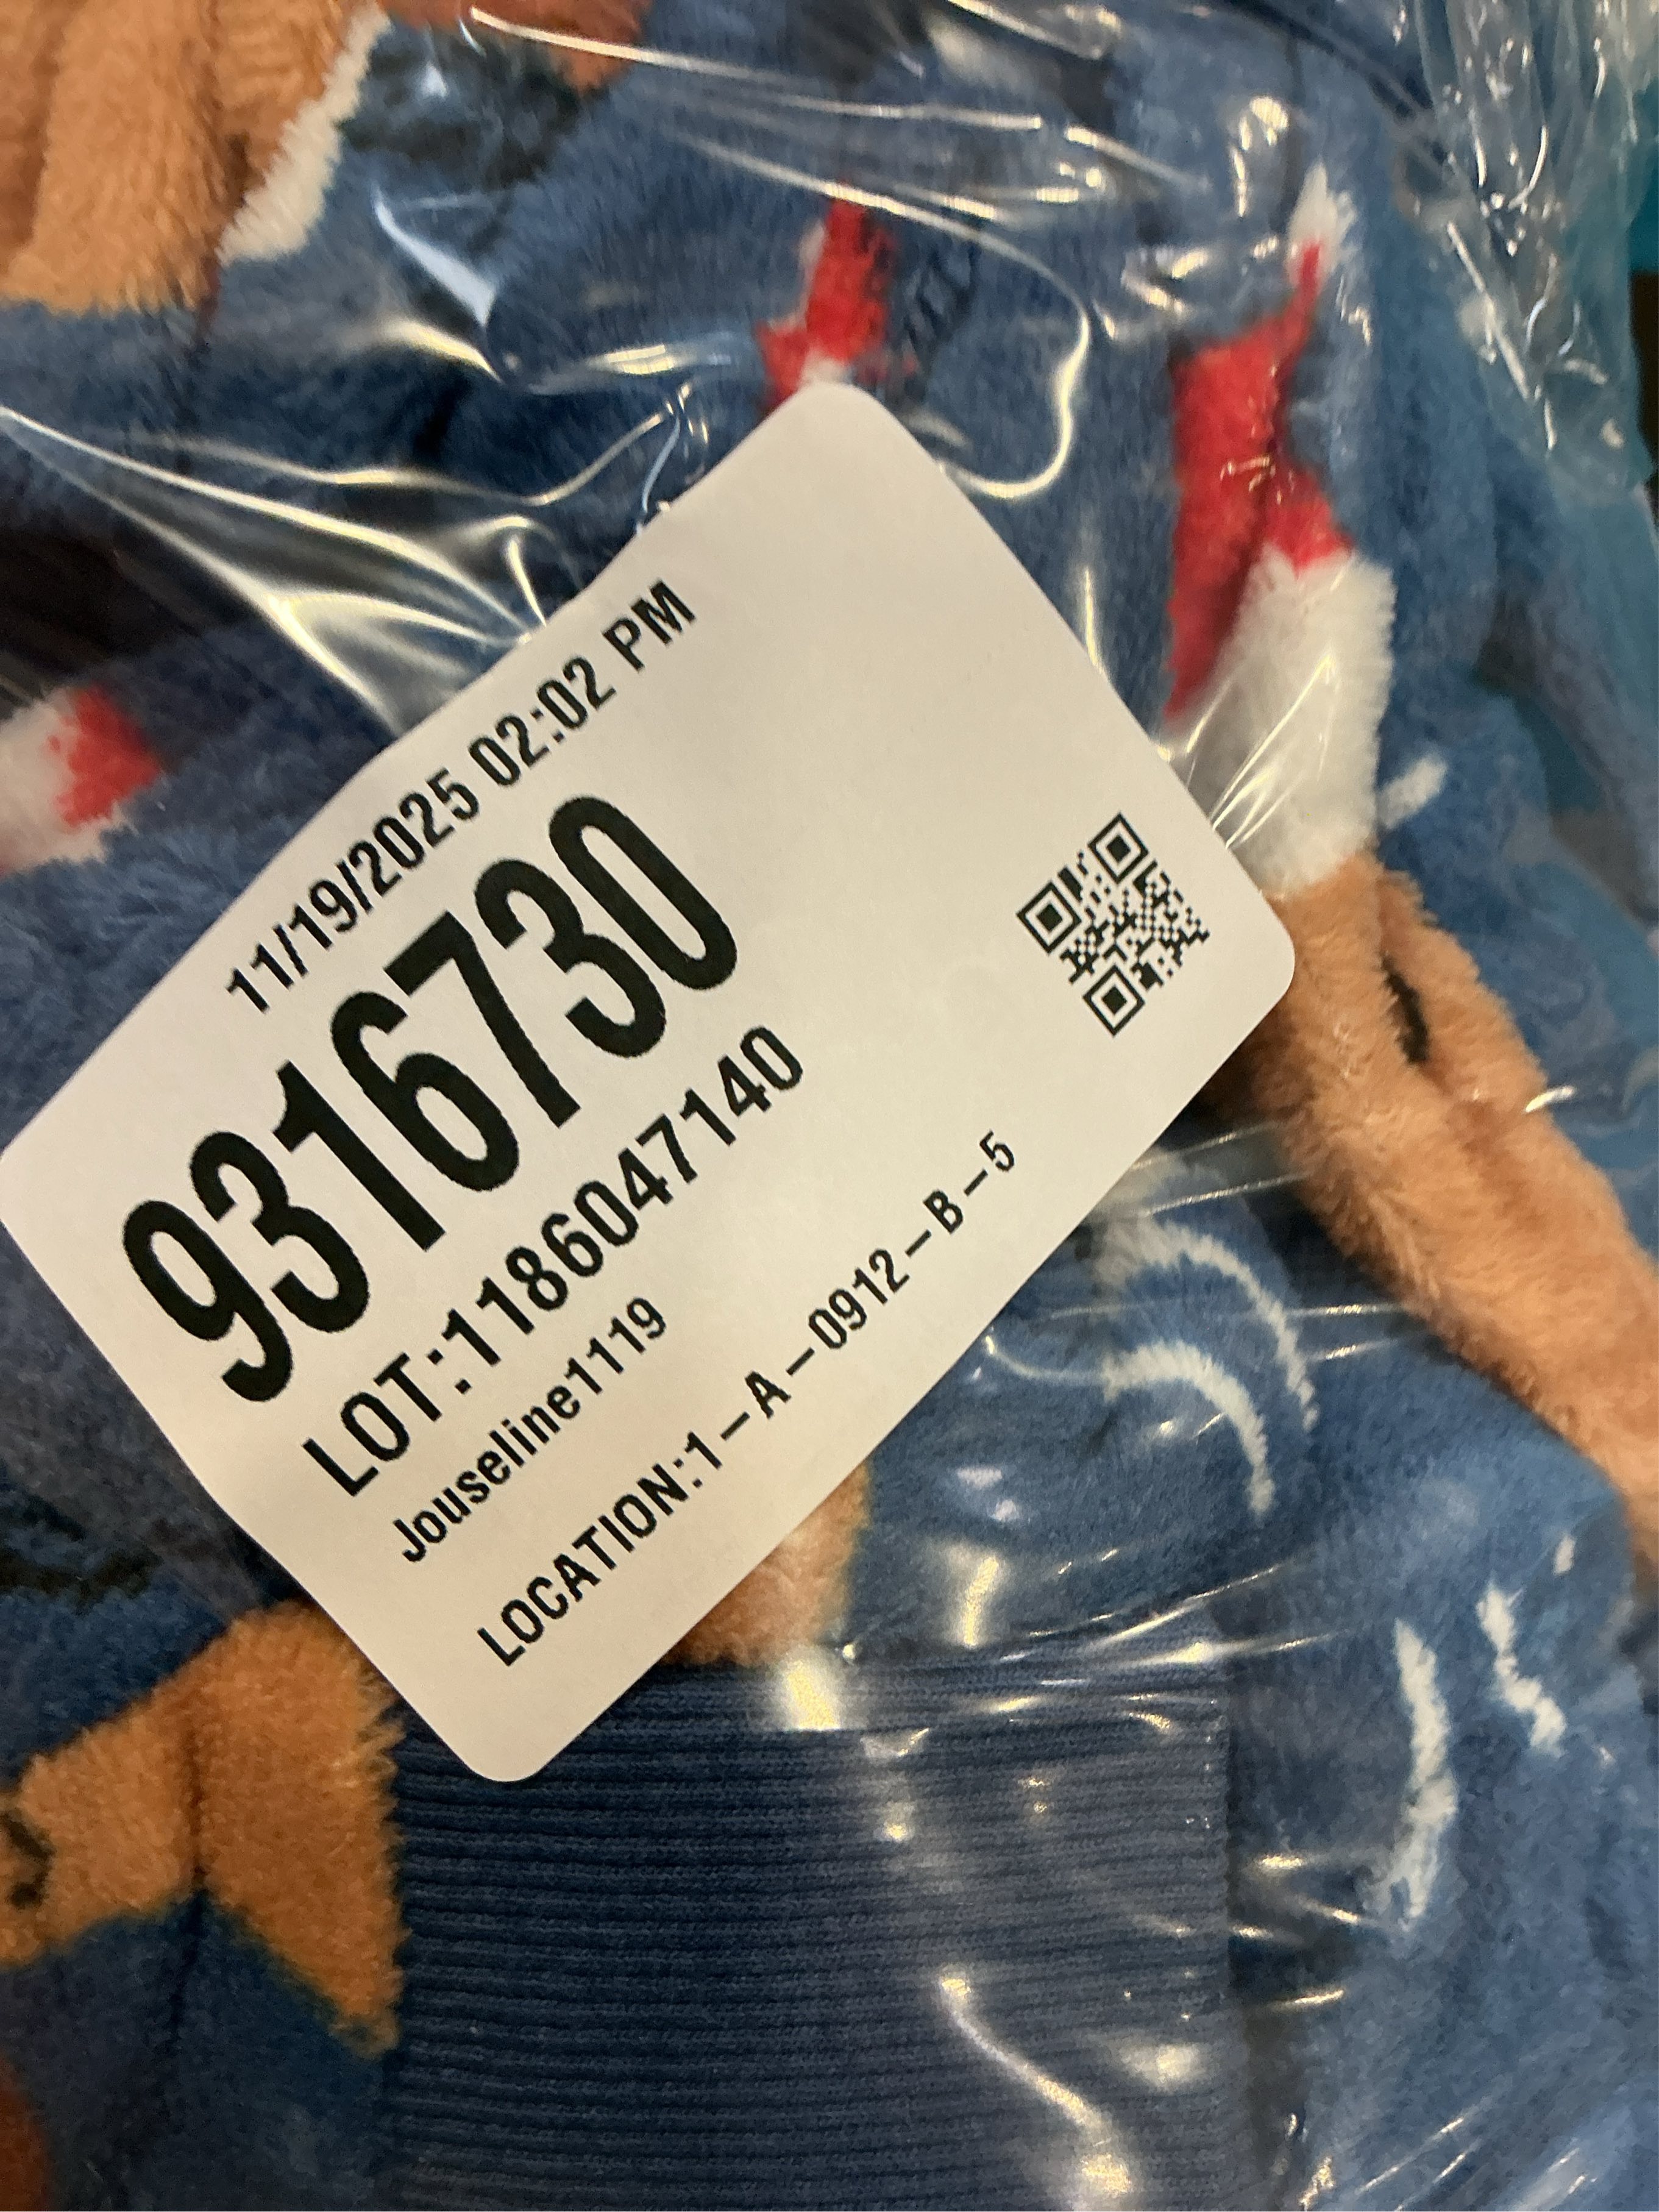 11/19/2025 02:02 PM
9316730
LOT:1186047140
Jouseline1119
LOCATION:1-A-0912-B-5